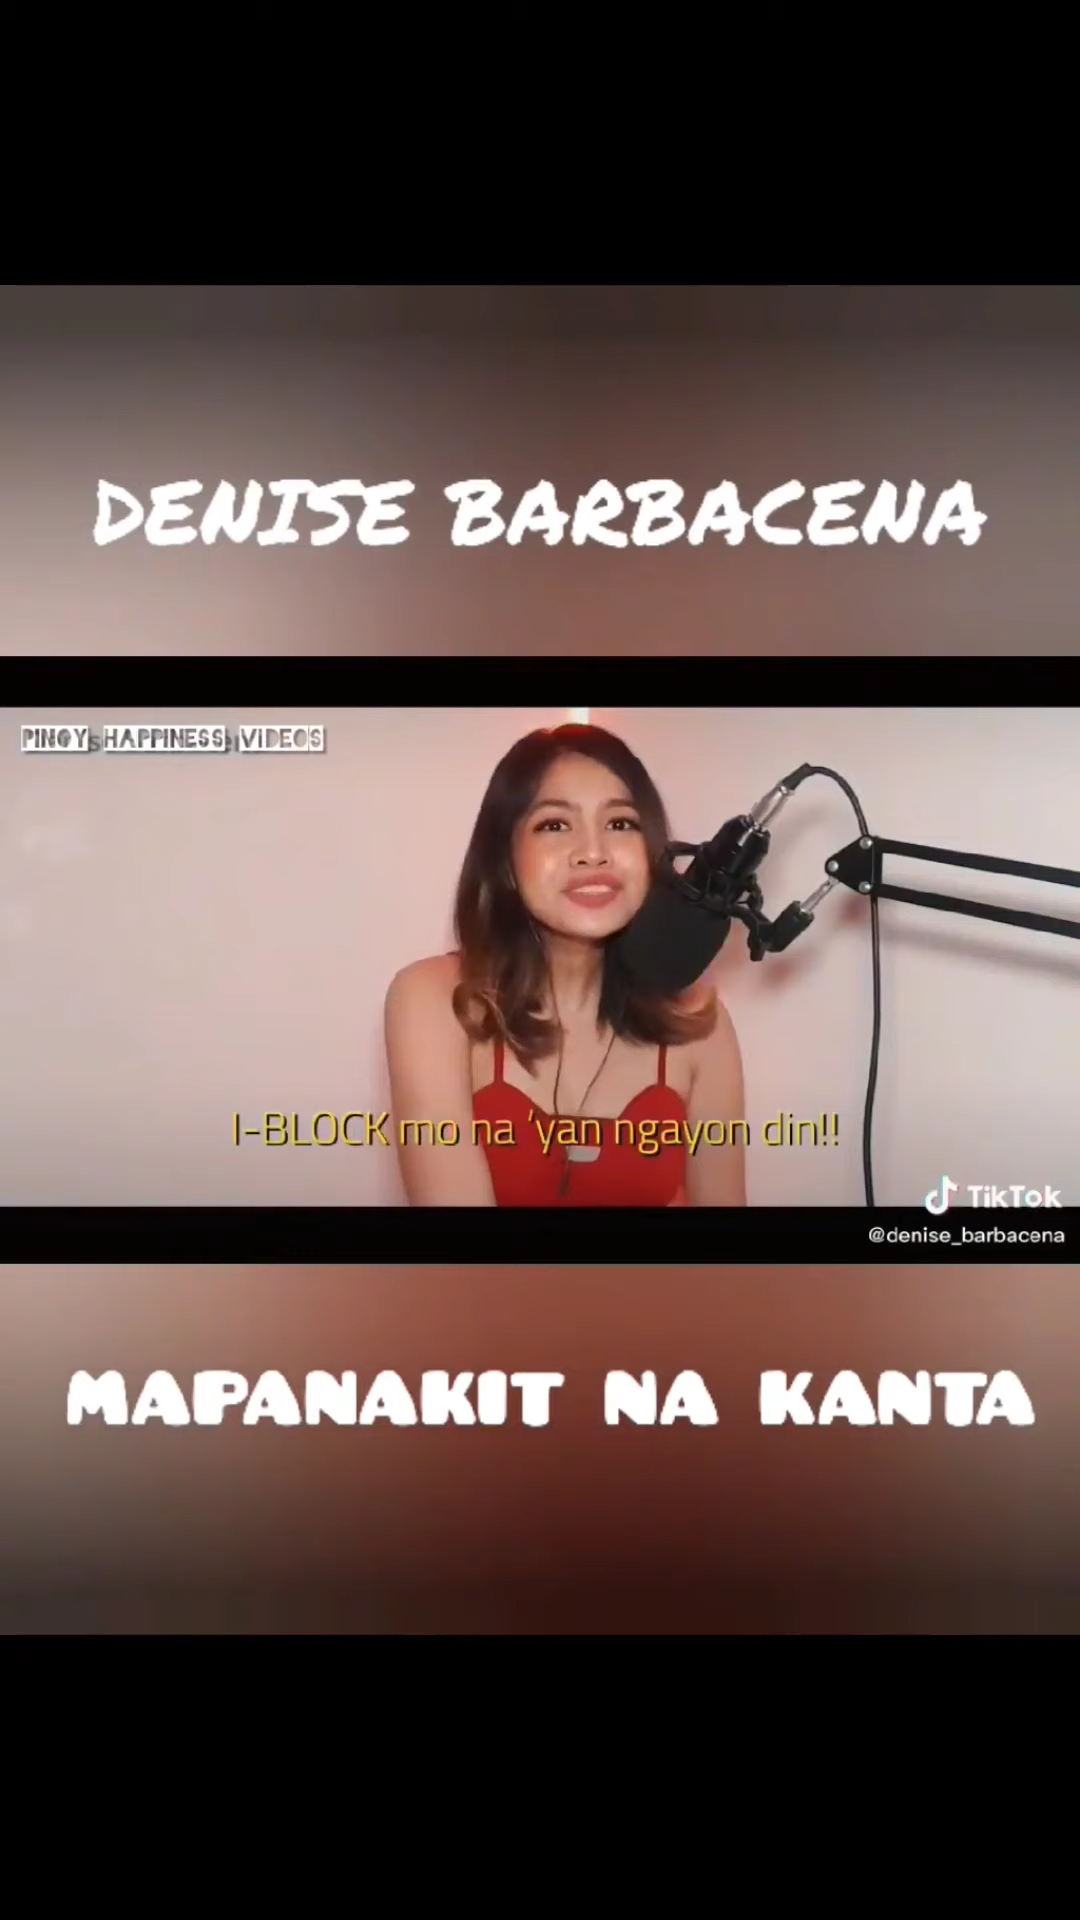 DENISE BARBACENA
PINOY HAPPINESS VIDEOS
I-BLOCK mo na 'yan ngayon din!!
TikTok
@denise_barbacena
MAPANAKIT NA KANTA